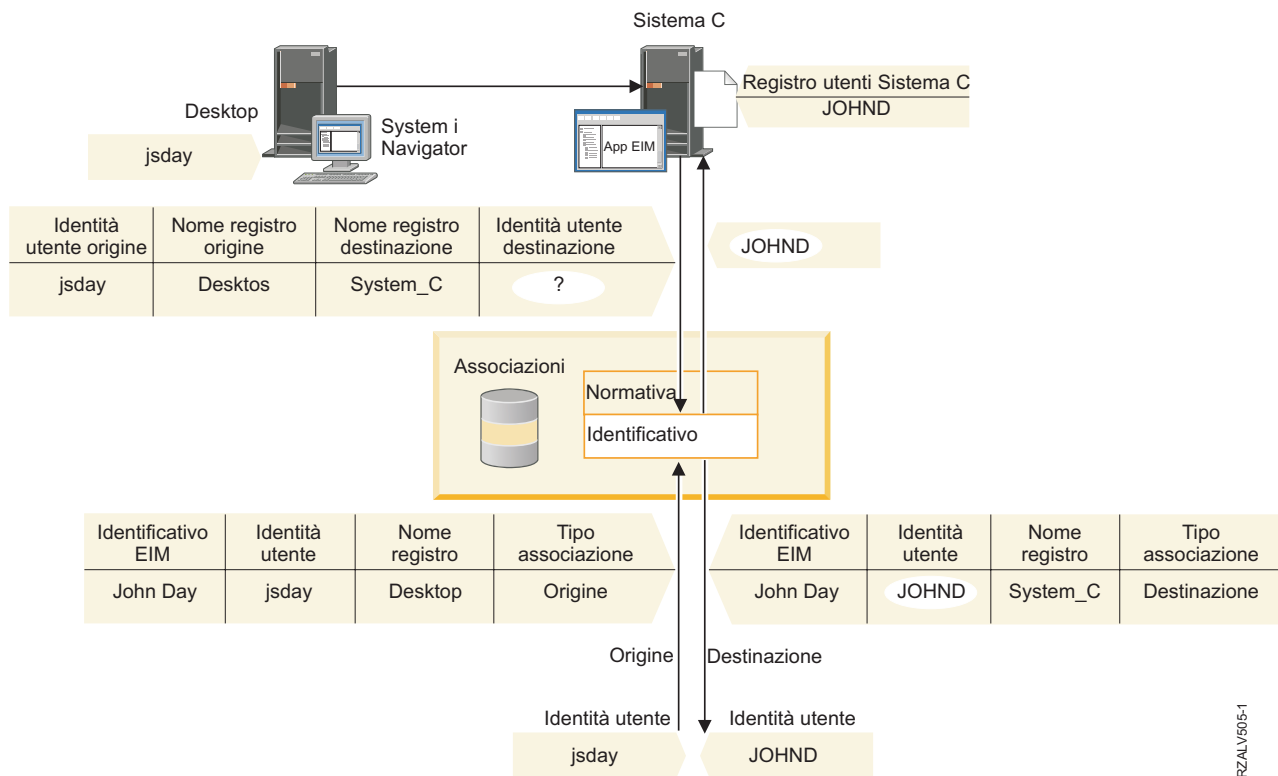 Sistema C
Registro utenti Sistema C
JOHND
Desktop
System i
Navigator
App EIM
jsday
Identità
utente origine
Nome registro
origine
Nome registro
destinazione
Identità utente
destinazione
jsday
Desktos
System_C
?
JOHND
Associazioni
Normativa
Identificativo
Identificativo
EIM
Identità
utente
Nome
registro
Tipo
associazione
John Day
jsday
Desktop
Origine
Identificativo
EIM
Identità
utente
Nome
registro
Tipo
associazione
John Day
JOHND
System_C
Destinazione
Origine
Destinazione
Identità utente
Identità utente
jsday
JOHND
RZALV505-1